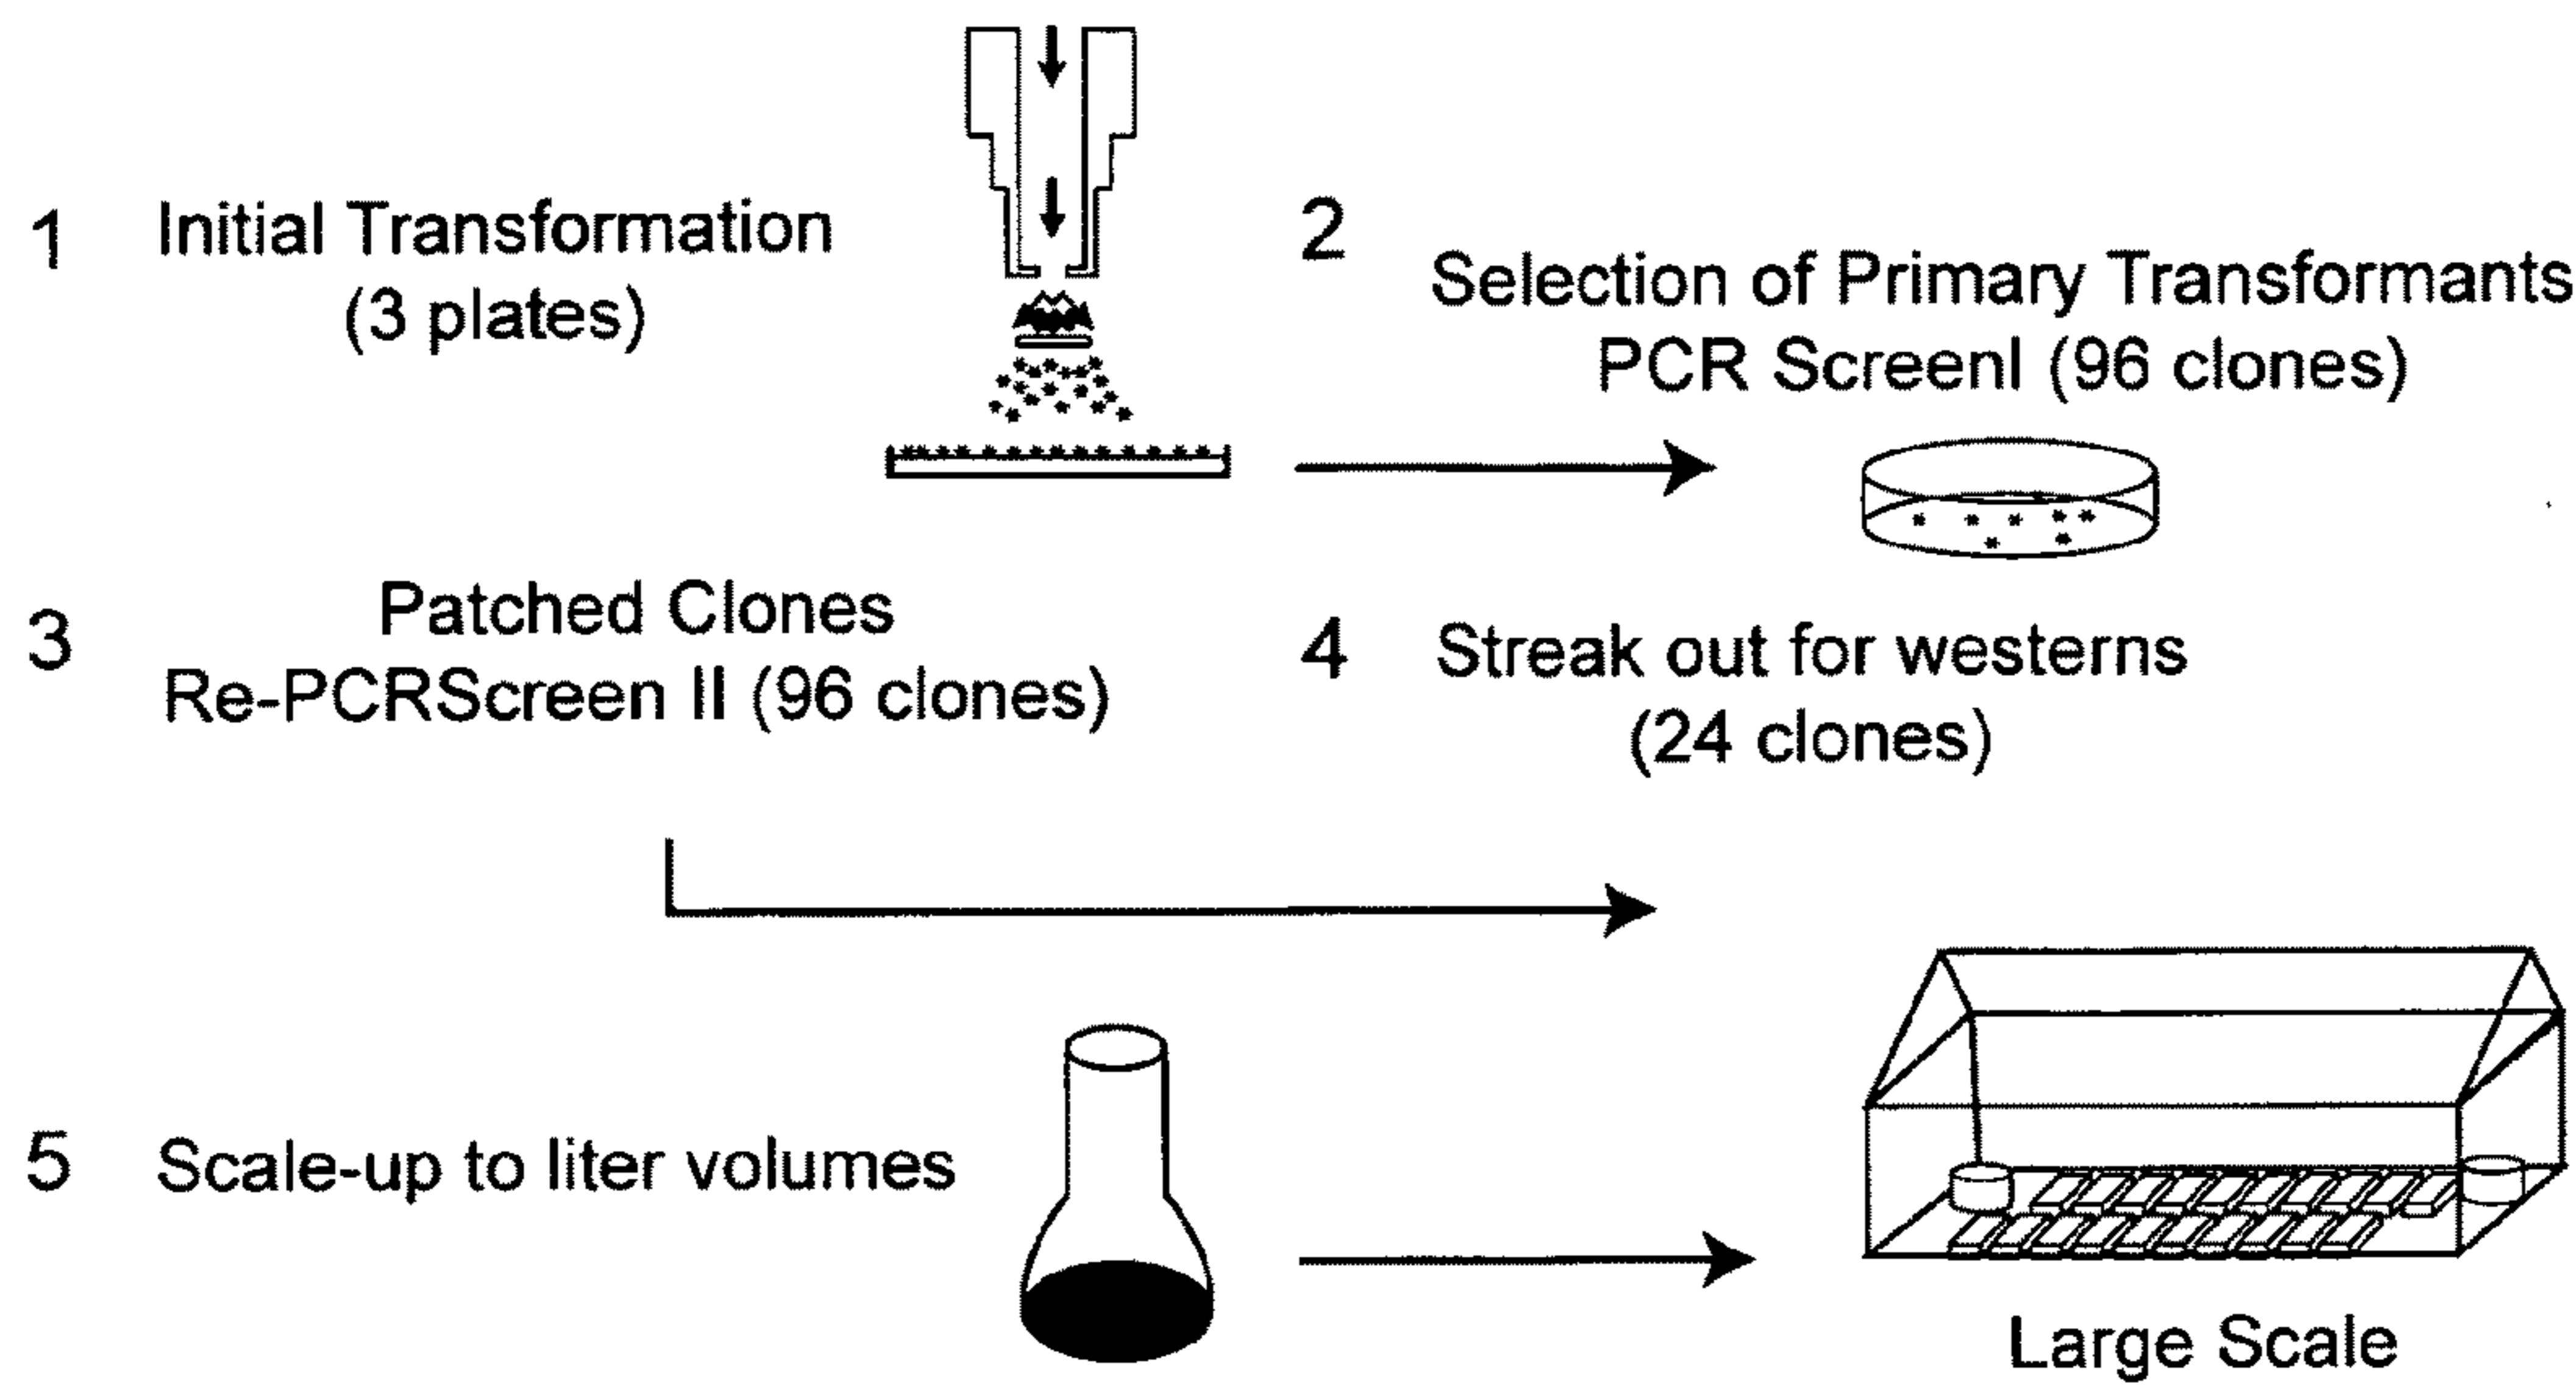 1 Initial Transformation
(3 plates)
2 Selection of Primary Transformants
PCR ScreenI (96 clones)
3 Patched Clones
Re-PCRScreen II (96 clones)
4 Streak out for westerns
(24 clones)
5 Scale-up to liter volumes
Large Scale